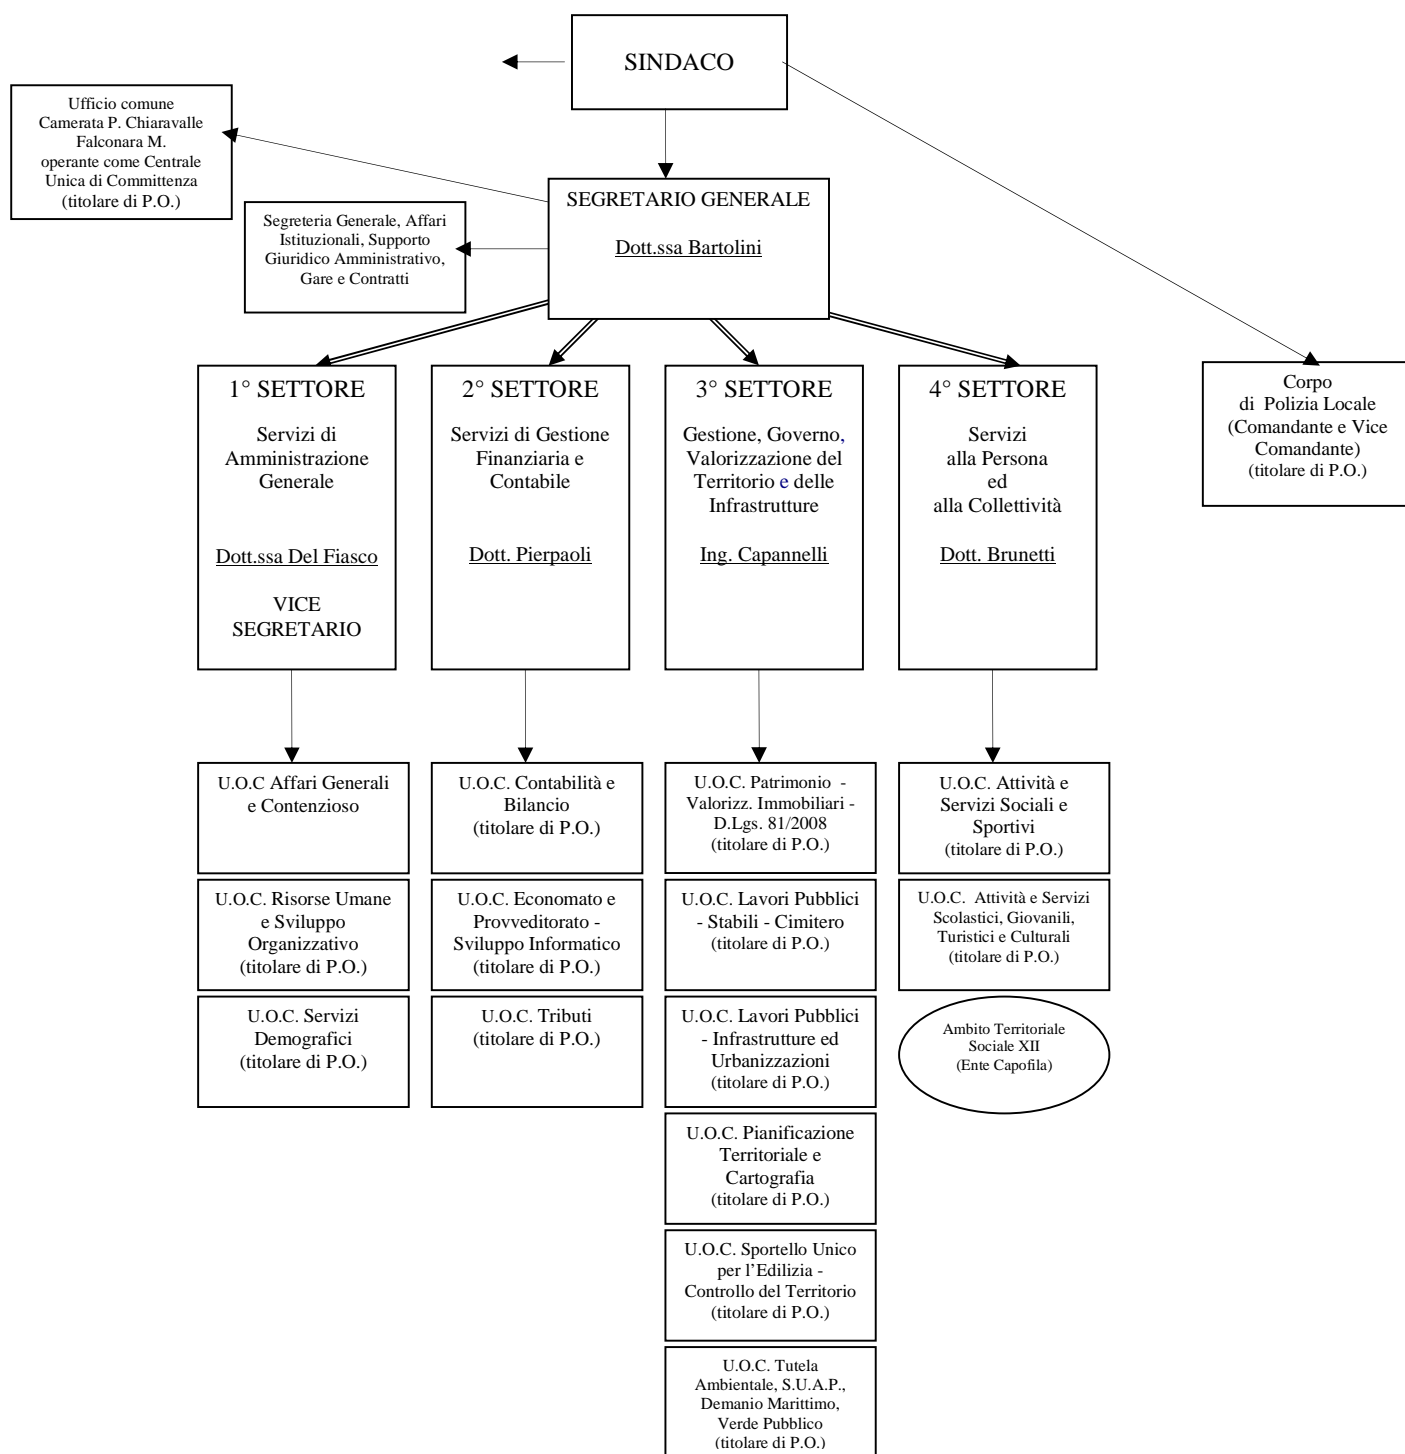 SINDACO
Ufficio comune
Camerata P. Chiaravalle
Falconara M.
operante come Centrale
Unica di Committenza
(titolare di P.O.)
SEGRETARIO GENERALE
Dott.ssa Bartolini
Segreteria Generale, Affari
Istituzionali, Supporto
Giuridico Amministrativo,
Gare e Contratti
1° SETTORE
Servizi di
Amministrazione
Generale
Dott.ssa Del Fiasco
VICE
SEGRETARIO
2° SETTORE
Servizi di Gestione
Finanziaria e
Contabile
Dott. Pierpaoli
3° SETTORE
Gestione, Governo,
Valorizzazione del
Territorio e delle
Infrastrutture
Ing. Capannelli
4° SETTORE
Servizi
alla Persona
ed
alla Collettività
Dott. Brunetti
Corpo
di Polizia Locale
(Comandante e Vice
Comandante)
(titolare di P.O.)
U.O.C Affari Generali
e Contenzioso
U.O.C. Risorse Umane
e Sviluppo
Organizzativo
(titolare di P.O.)
U.O.C. Servizi
Demografici
(titolare di P.O.)
U.O.C. Contabilità e
Bilancio
(titolare di P.O.)
U.O.C. Economato e
Provveditorato -
Sviluppo Informatico
(titolare di P.O.)
U.O.C. Tributi
(titolare di P.O.)
U.O.C. Patrimonio -
Valorizz. Immobiliari -
D.Lgs. 81/2008
(titolare di P.O.)
U.O.C. Lavori Pubblici
- Stabili - Cimitero
(titolare di P.O.)
U.O.C. Lavori Pubblici
- Infrastrutture ed
Urbanizzazioni
(titolare di P.O.)
U.O.C. Pianificazione
Territoriale e
Cartografia
(titolare di P.O.)
U.O.C. Sportello Unico
per l’Edilizia -
Controllo del Territorio
(titolare di P.O.)
U.O.C. Tutela
Ambientale, S.U.A.P.,
Demanio Marittimo,
Verde Pubblico
(titolare di P.O.)
U.O.C. Attività e
Servizi Sociali e
Sportivi
(titolare di P.O.)
U.O.C. Attività e Servizi
Scolastici, Giovanili,
Turistici e Culturali
(titolare di P.O.)
Ambito Territoriale
Sociale XII
(Ente Capofila)